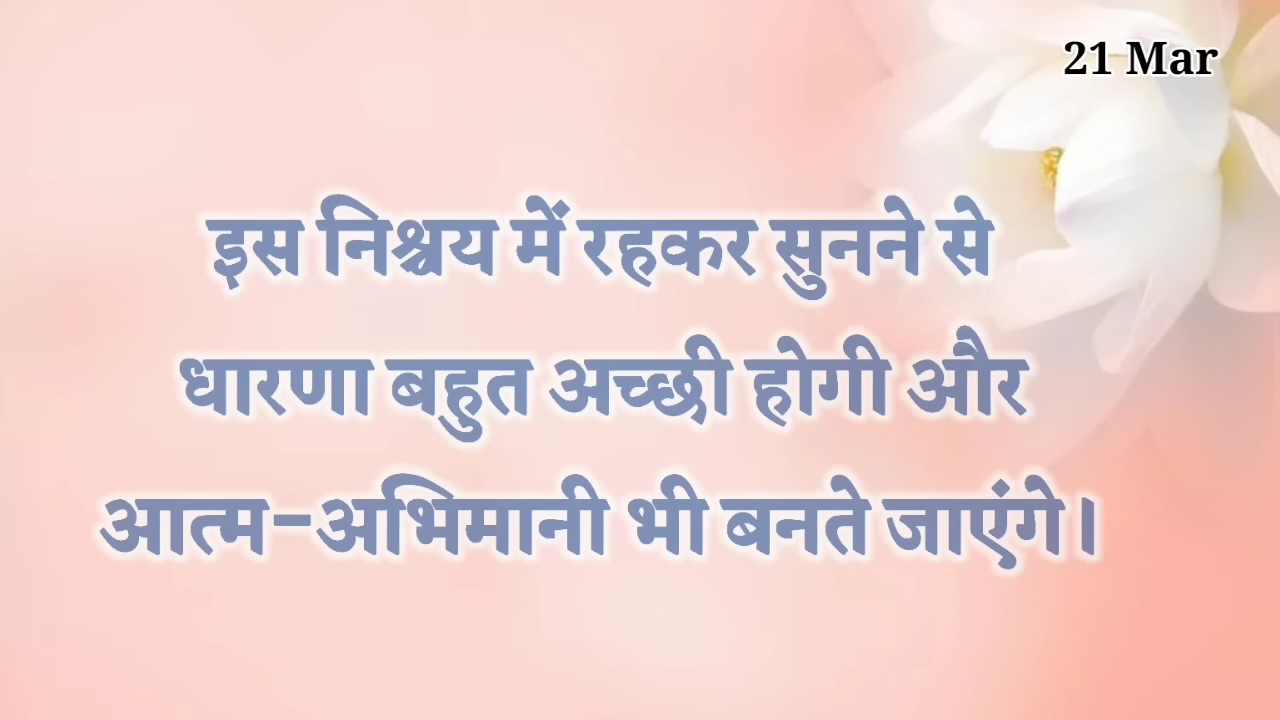 21 Mar
इस निश्चय में रहकर सुनने से
धारणा बहुत अच्छी होगी और
आत्म-अभिमानी भी बनते जाएंगे।